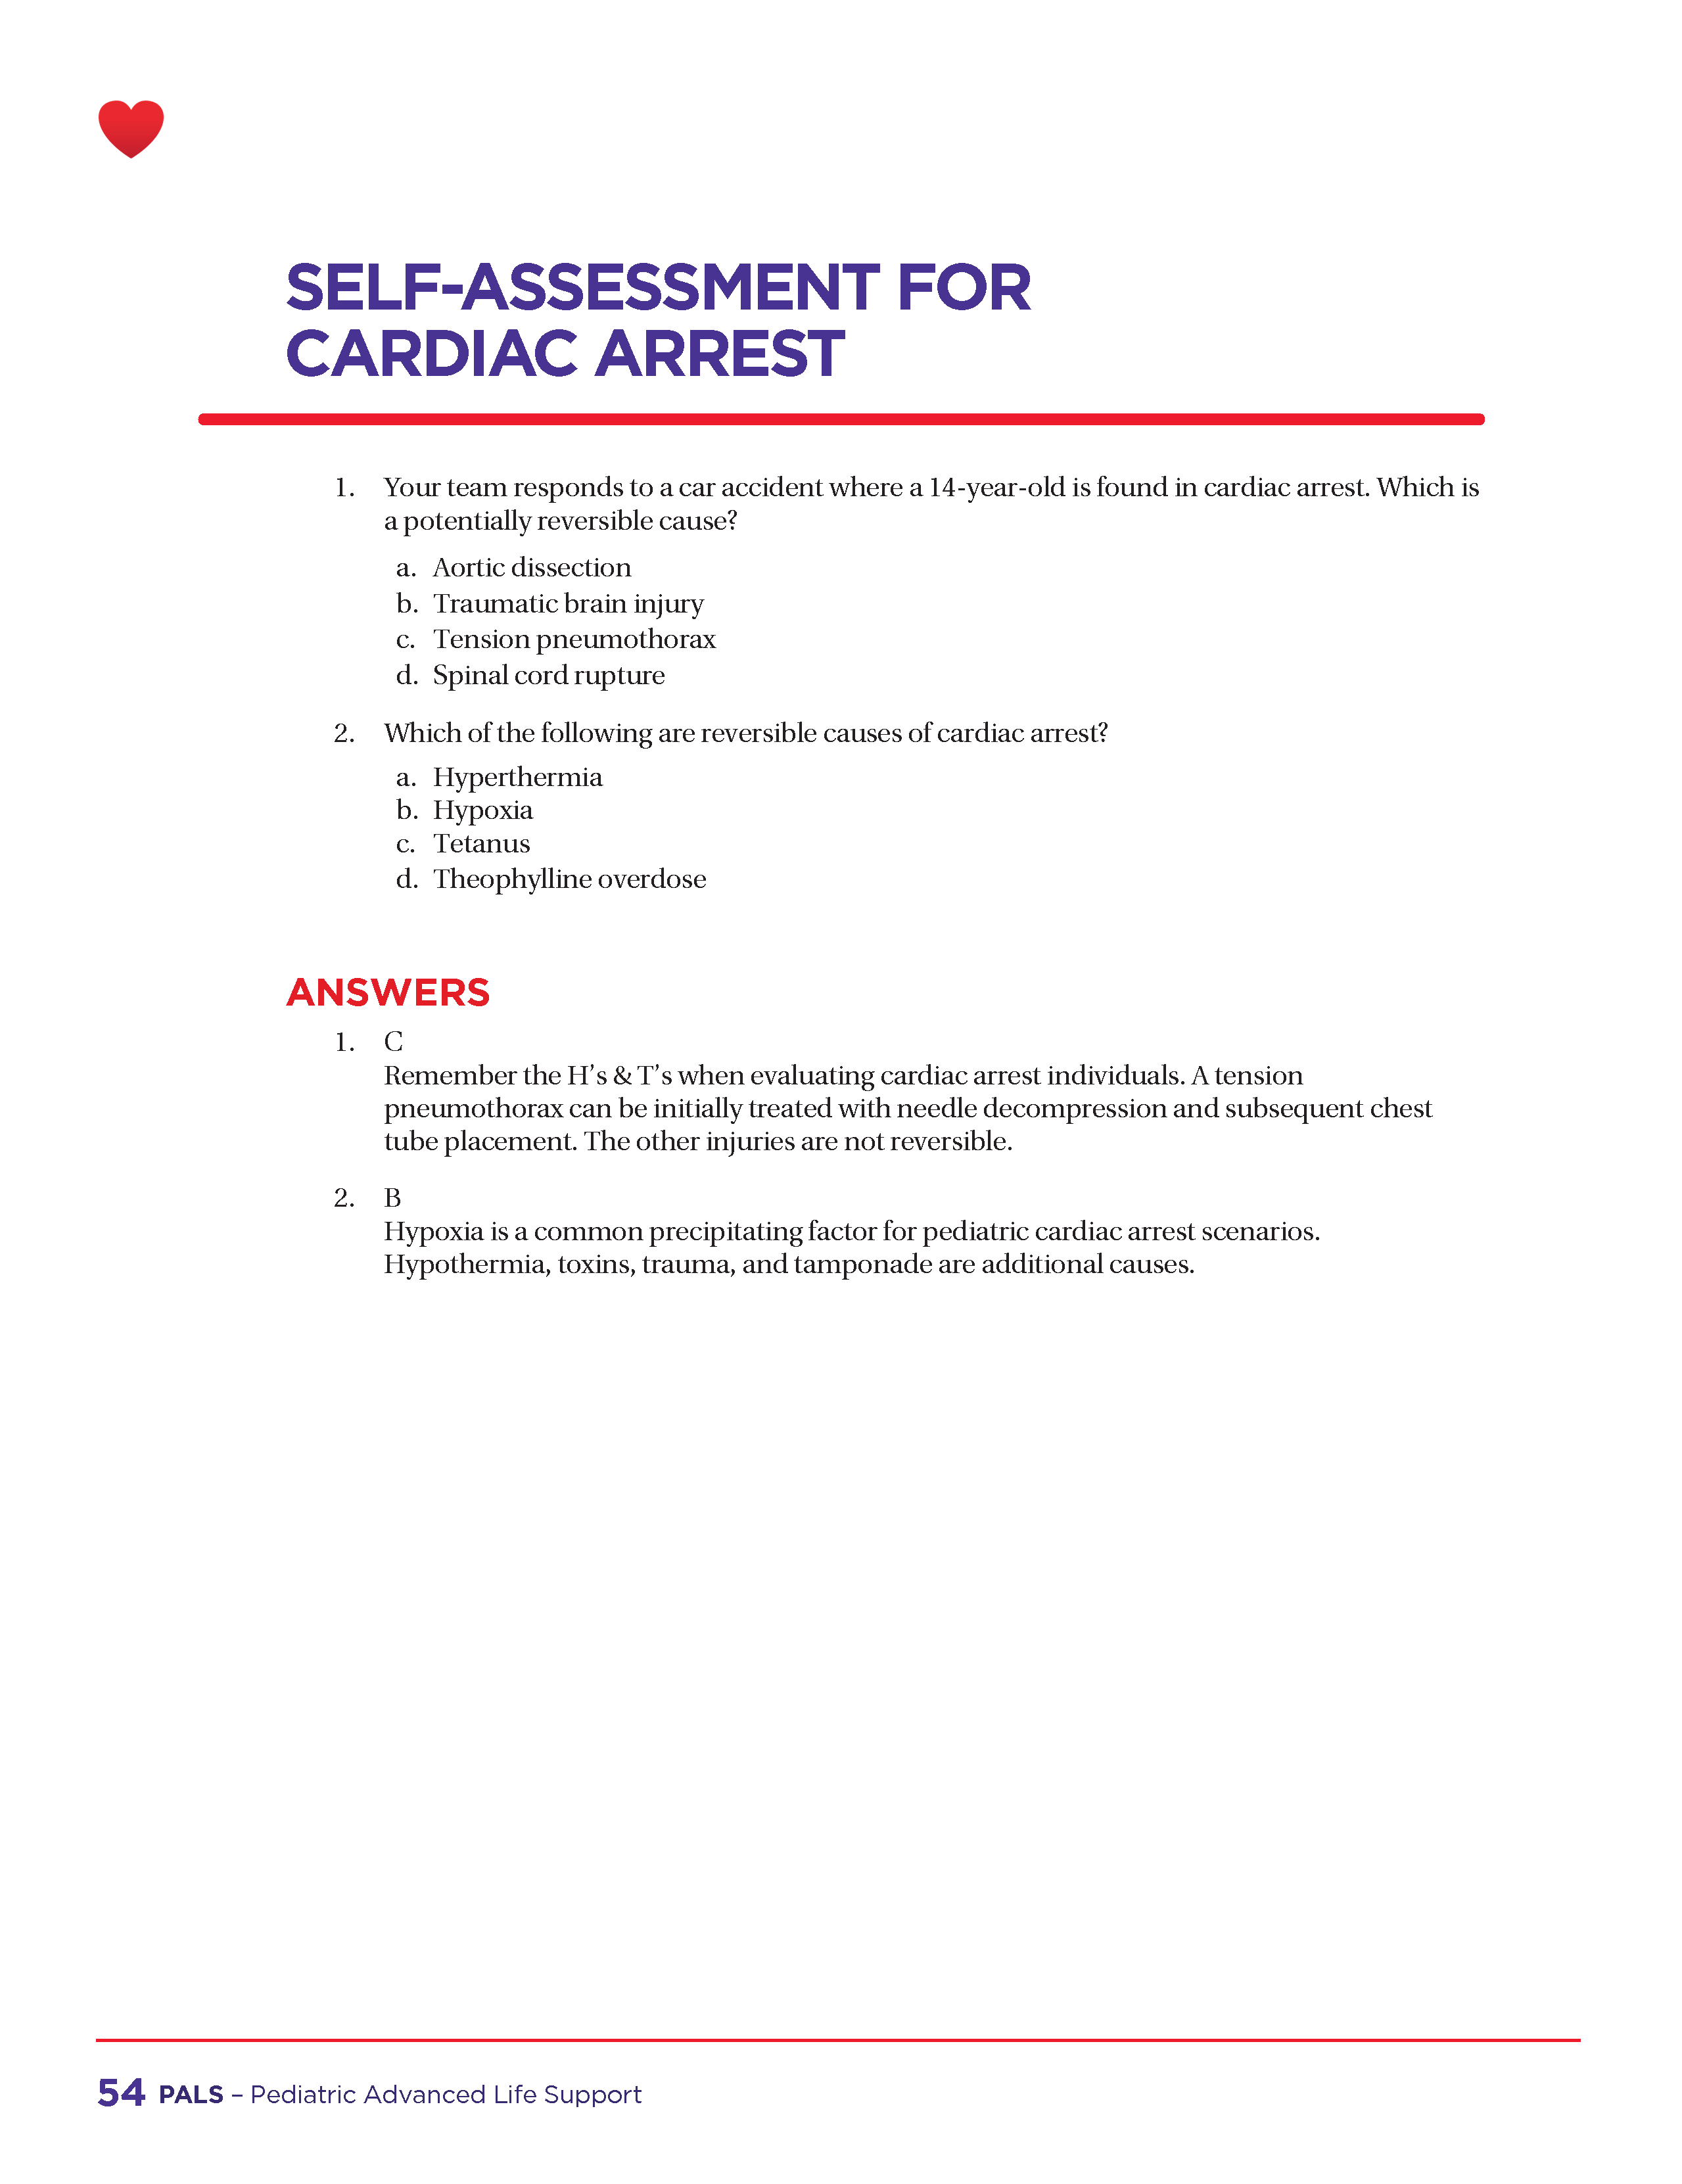 SELF-ASSESSMENT FOR
CARDIAC ARREST
1. Your team responds to a car accident where a 14-year-old is found in cardiac arrest. Which is
a potentially reversible cause?
a. Aortic dissection
b. Traumatic brain injury
c. Tension pneumothorax
d. Spinal cord rupture
2. Which of the following are reversible causes of cardiac arrest?
a. Hyperthermia
b. Hypoxia
c. Tetanus
d. Theophylline overdose
ANSWERS
1. C
Remember the H’s & T’s when evaluating cardiac arrest individuals. A tension
pneumothorax can be initially treated with needle decompression and subsequent chest
tube placement. The other injuries are not reversible.
2. B
Hypoxia is a common precipitating factor for pediatric cardiac arrest scenarios.
Hypothermia, toxins, trauma, and tamponade are additional causes.
54 PALS – Pediatric Advanced Life Support